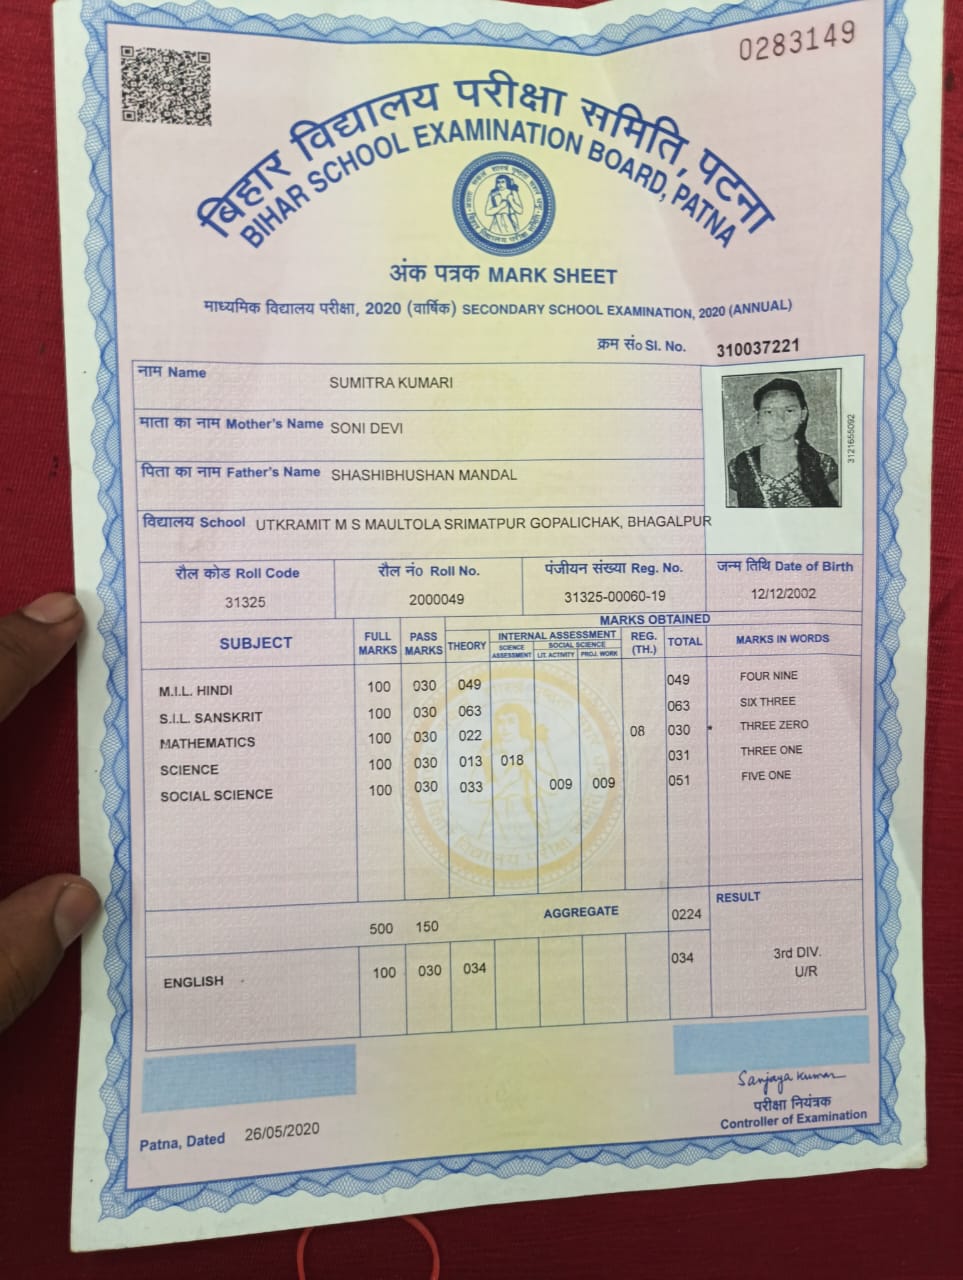 0283149
बिहार विद्यालय परीक्षा समिति, पटना
BIHAR SCHOOL EXAMINATION BOARD, PATNA
अंक पत्रक MARK SHEET
माध्यमिक विद्यालय परीक्षा, 2020 (वार्षिक) SECONDARY SCHOOL EXAMINATION, 2020 (ANNUAL)
क्रम सं० Sl. No. 310037221
नाम Name SUMITRA KUMARI
माता का नाम Mother's Name SONI DEVI
पिता का नाम Father's Name SHASHIBHUSHAN MANDAL
3121655092
विद्यालय School UTKRAMIT M S MAULTOLA SRIMATPUR GOPALICHAK, BHAGALPUR
रौल कोड Roll Code रौल नं० Roll No. पंजीयन संख्या Reg. No. जन्म तिथि Date of Birth
31325 2000049 31325-00060-19 12/12/2002
MARKS OBTAINED
SUBJECT FULL MARKS PASS MARKS THEORY INTERNAL ASSESSMENT SCIENCE ASSESSMENT SOCIAL SCIENCE LIT. ACTIVITY PROJ. WORK REG. (TH.) TOTAL MARKS IN WORDS
M.I.L. HINDI 100 030 049 049 FOUR NINE
S.I.L. SANSKRIT 100 030 063 063 SIX THREE
MATHEMATICS 100 030 022 08 030 * THREE ZERO
SCIENCE 100 030 013 018 031 THREE ONE
SOCIAL SCIENCE 100 030 033 009 009 051 FIVE ONE
500 150 AGGREGATE 0224 RESULT
ENGLISH 100 030 034 034 3rd DIV.
U/R
Sanjaya Kumar
परीक्षा नियंत्रक
Controller of Examination
Patna, Dated 26/05/2020